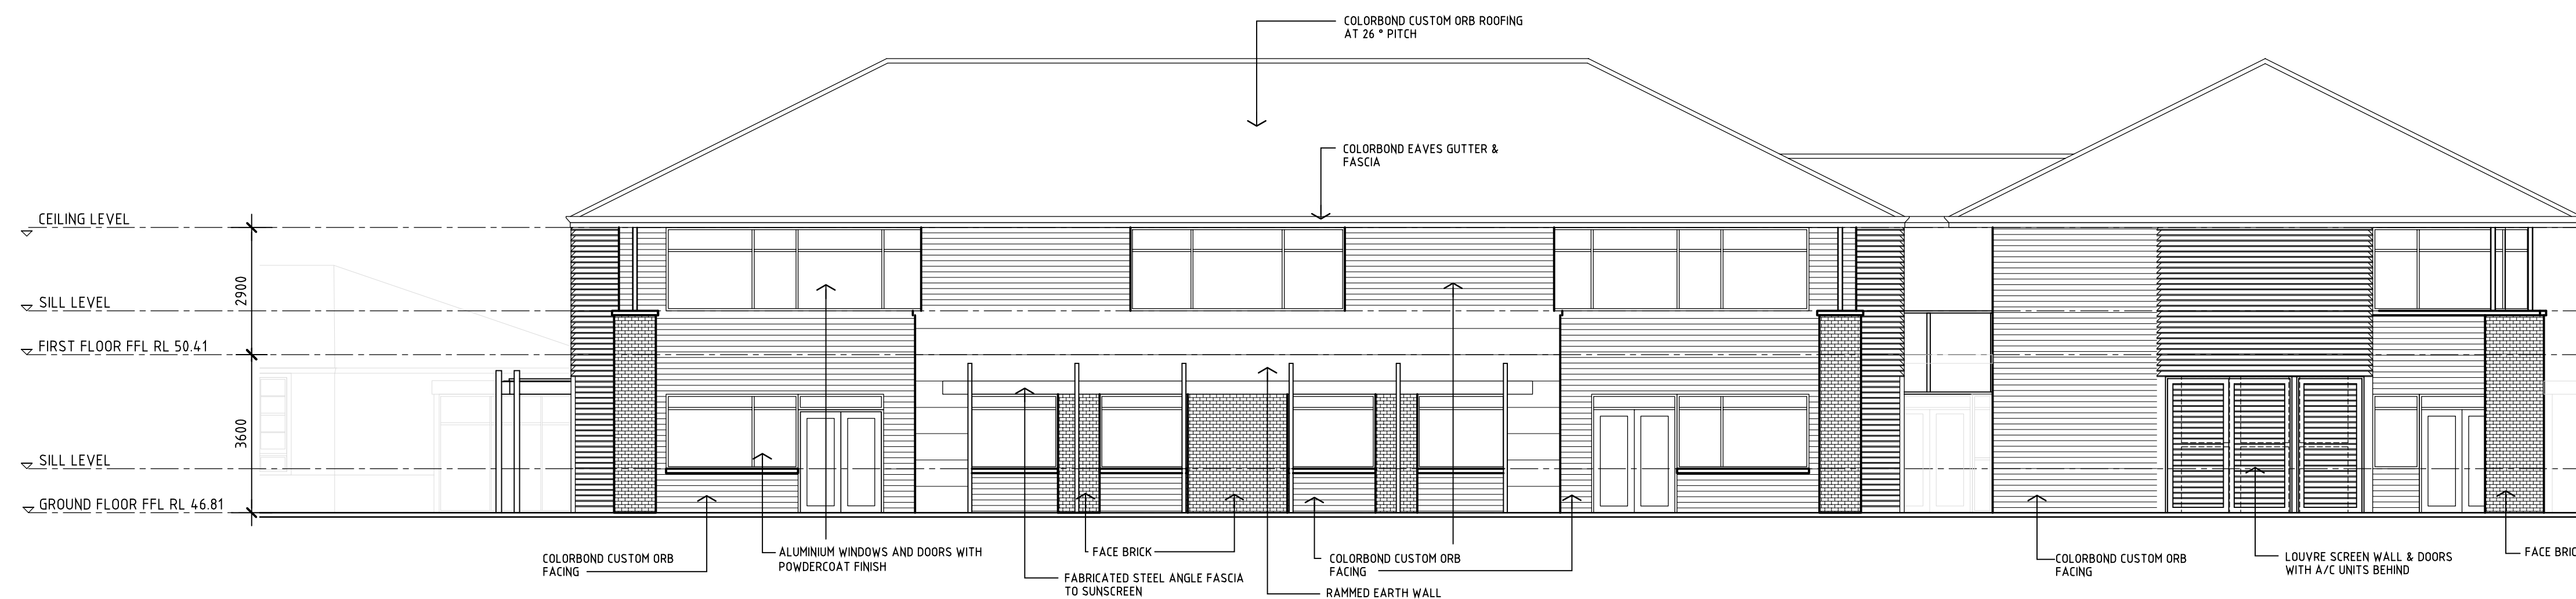 COLORBOND CUSTOM ORB ROOFING
AT 26 ° PITCH
COLORBOND EAVES GUTTER &
FASCIA
CEILING LEVEL
2900
SILL LEVEL
FIRST FLOOR FFL RL 50.41
3600
SILL LEVEL
GROUND FLOOR FFL RL 46.81
COLORBOND CUSTOM ORB
FACING
ALUMINIUM WINDOWS AND DOORS WITH
POWDERCOAT FINISH
FABRICATED STEEL ANGLE FASCIA
TO SUNSCREEN
FACE BRICK
COLORBOND CUSTOM ORB
FACING
RAMMED EARTH WALL
COLORBOND CUSTOM ORB
FACING
LOUVRE SCREEN WALL & DOORS
WITH A/C UNITS BEHIND
FACE BRIC